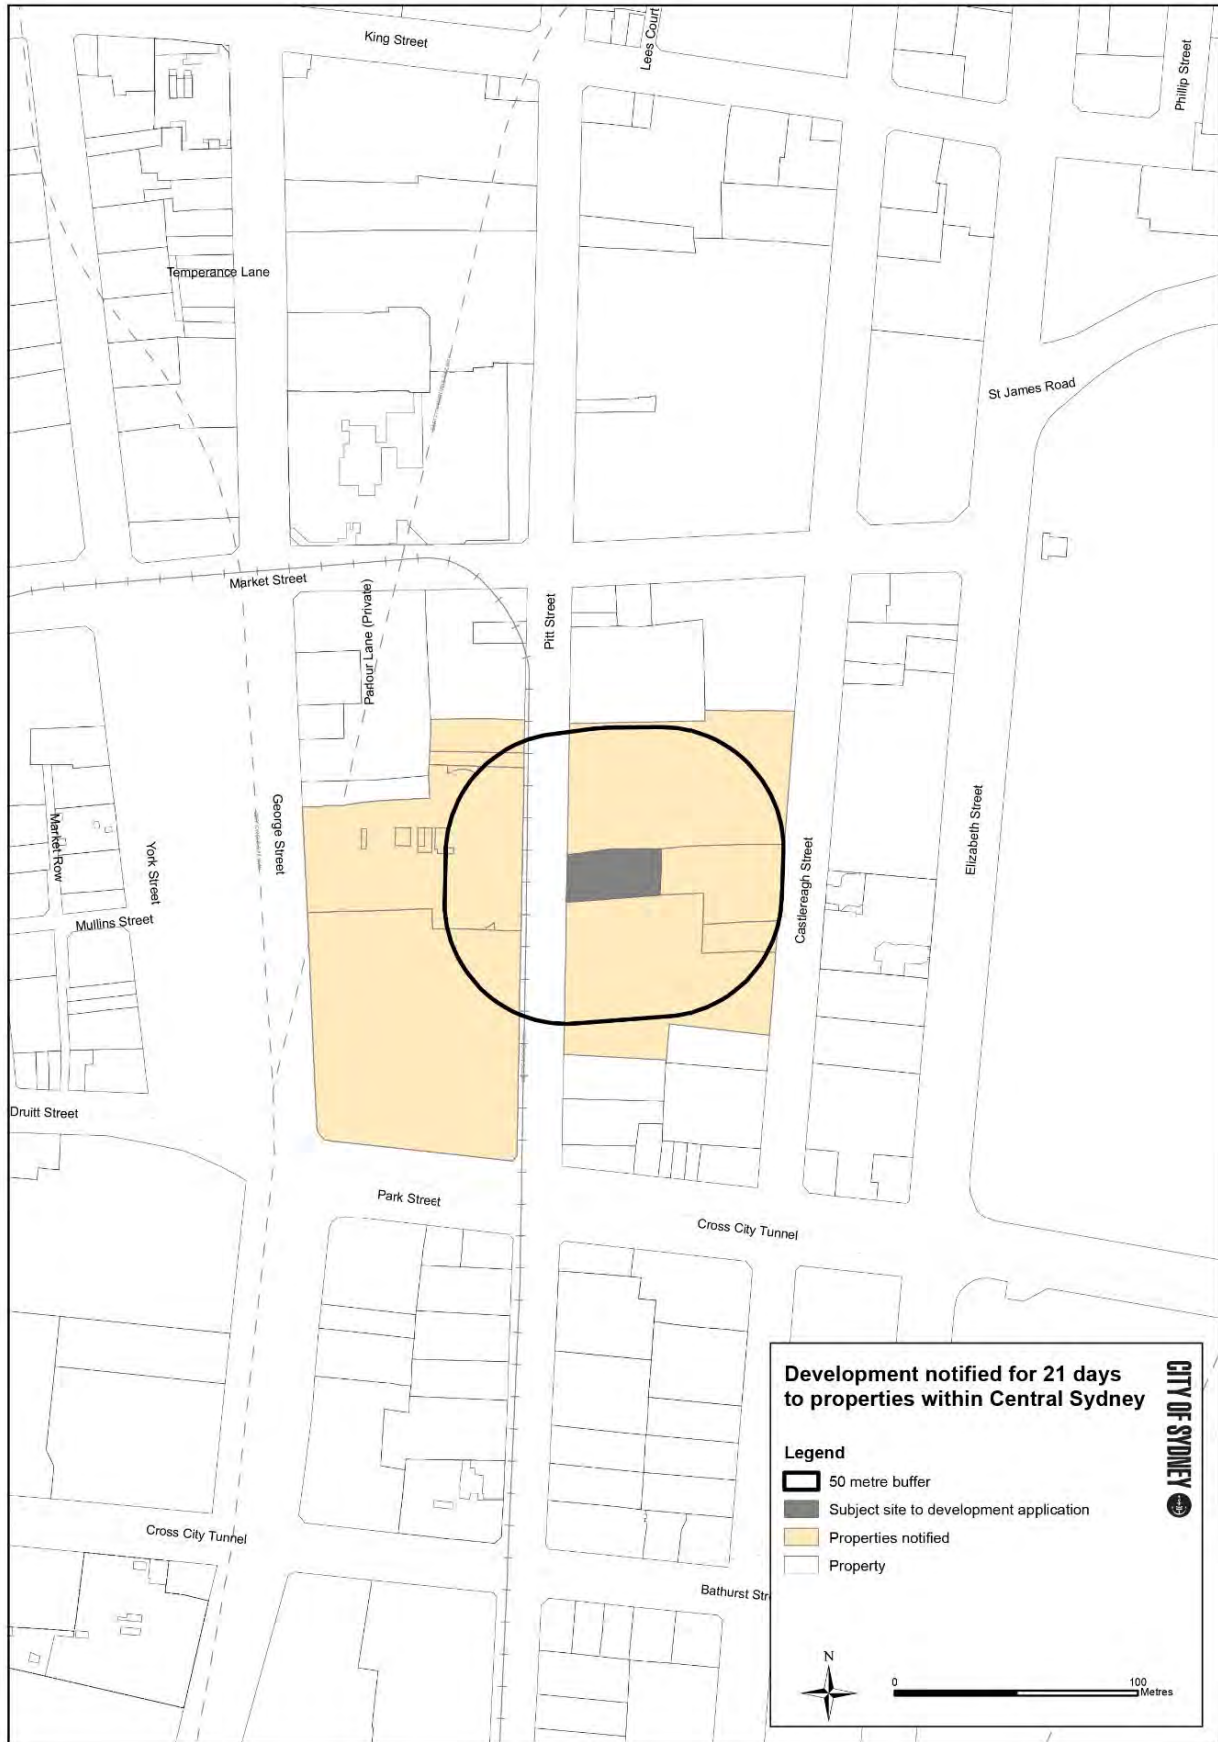 King Street
Lees Court
Phillip Street
Temperance Lane
St James Road
Market Street
Parlour Lane (Private)
Pitt Street
George Street
Market Row
York Street
Castlereagh Street
Elizabeth Street
Mullins Street
Druitt Street
Park Street
Cross City Tunnel
Cross City Tunnel
Bathurst Str
Development notified for 21 days
to properties within Central Sydney
CITY OF SYDNEY
Legend
50 metre buffer
Subject site to development application
Properties notified
Property
N
0 100
Metres